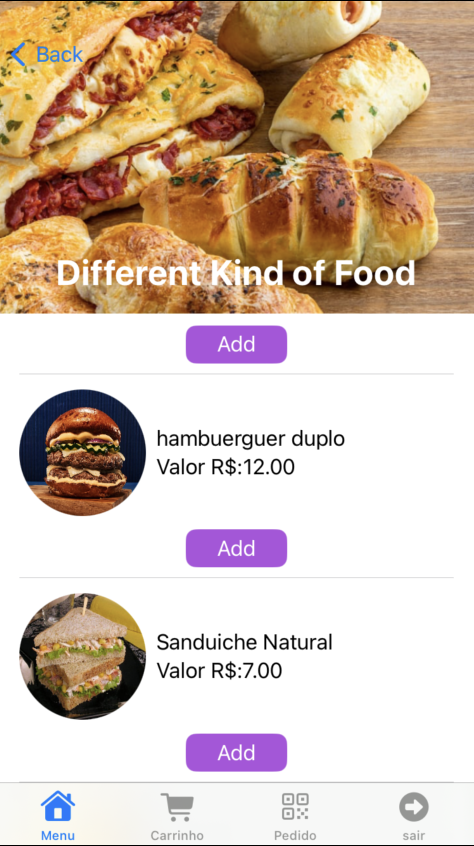 Back
Different Kind of Food
Add
hambuerguer duplo
Valor R$:12.00
Add
Sanduiche Natural
Valor R$:7.00
Add
Menu
Carrinho
Pedido
sair